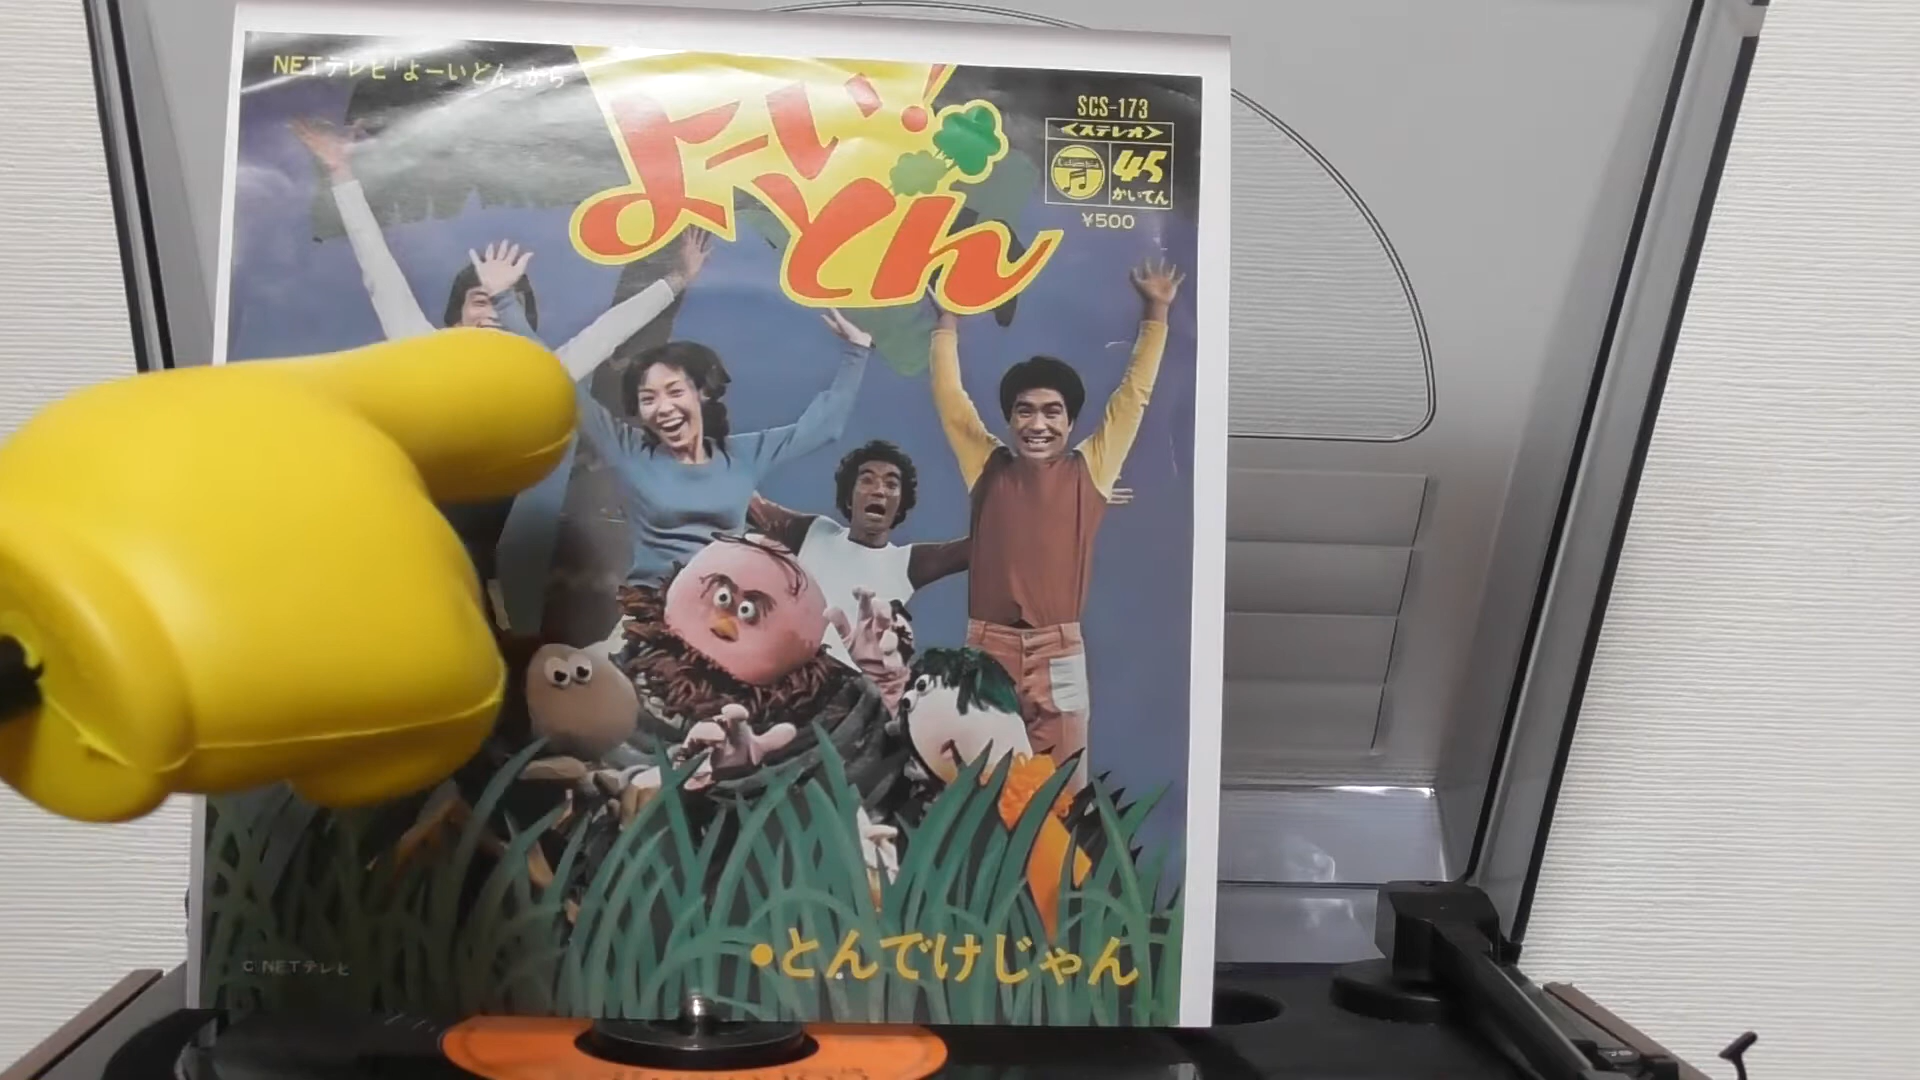 NETテレビ「よーいどん」から
よーい!
どん
SCS-173
<ステレオ>
Columbia
45
かいてん
¥500
•とんでけじゃん
C NETテレビ